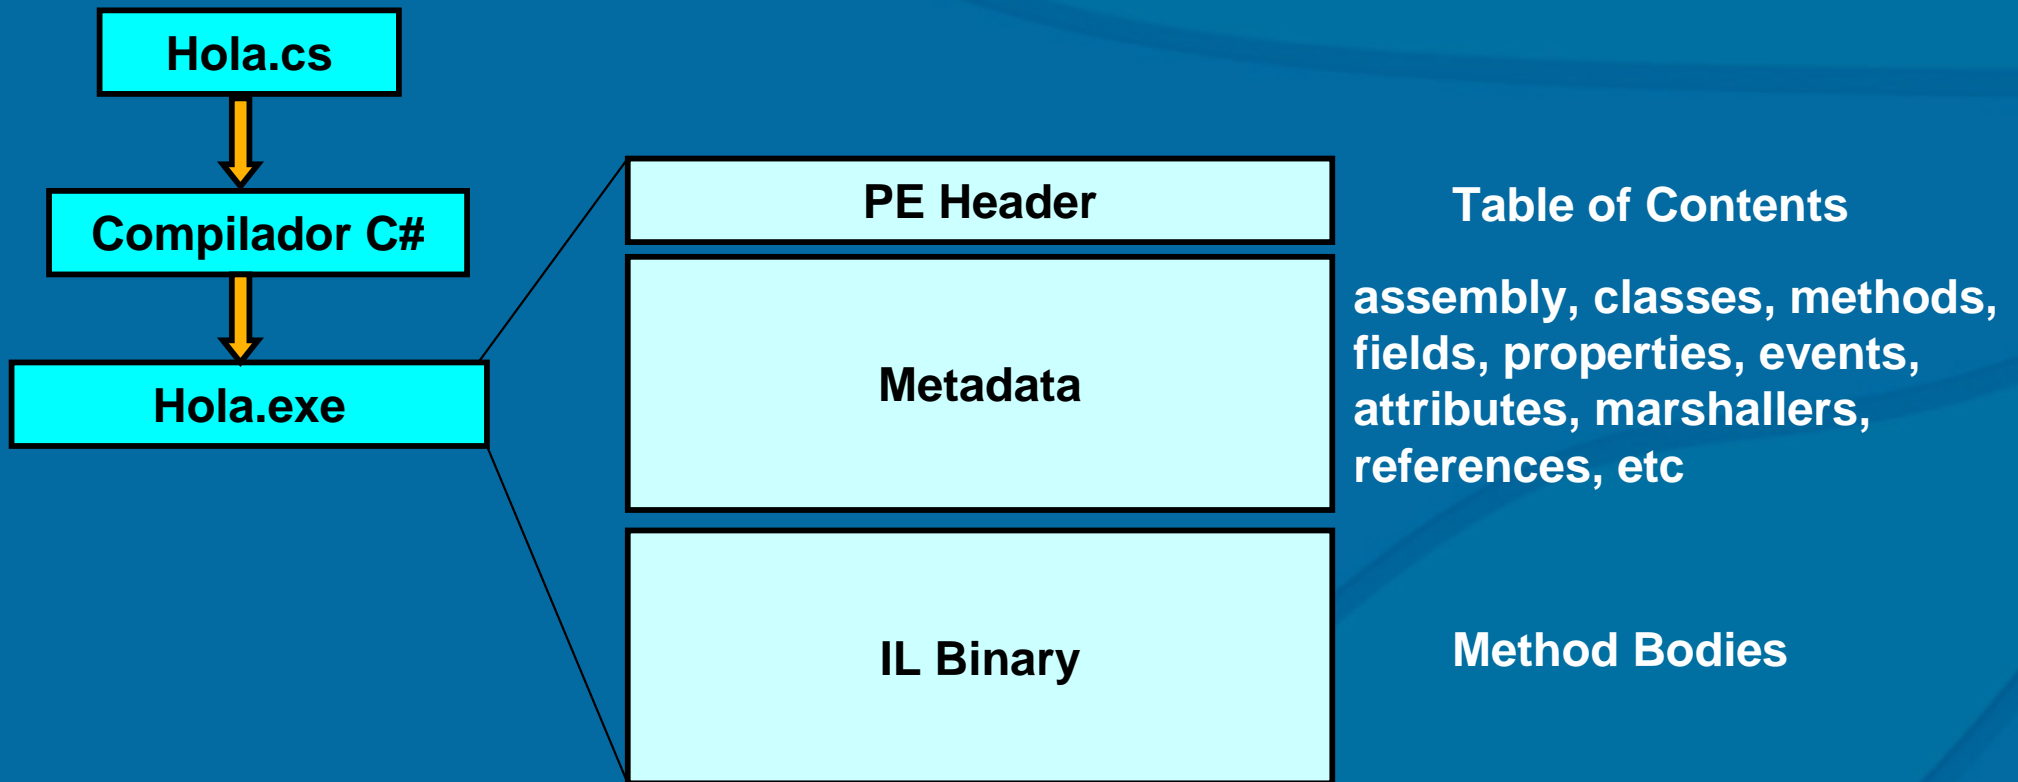 Hola.cs
Compilador C#
Hola.exe
PE Header
Table of Contents
Metadata
assembly, classes, methods,
fields, properties, events,
attributes, marshallers,
references, etc
IL Binary
Method Bodies